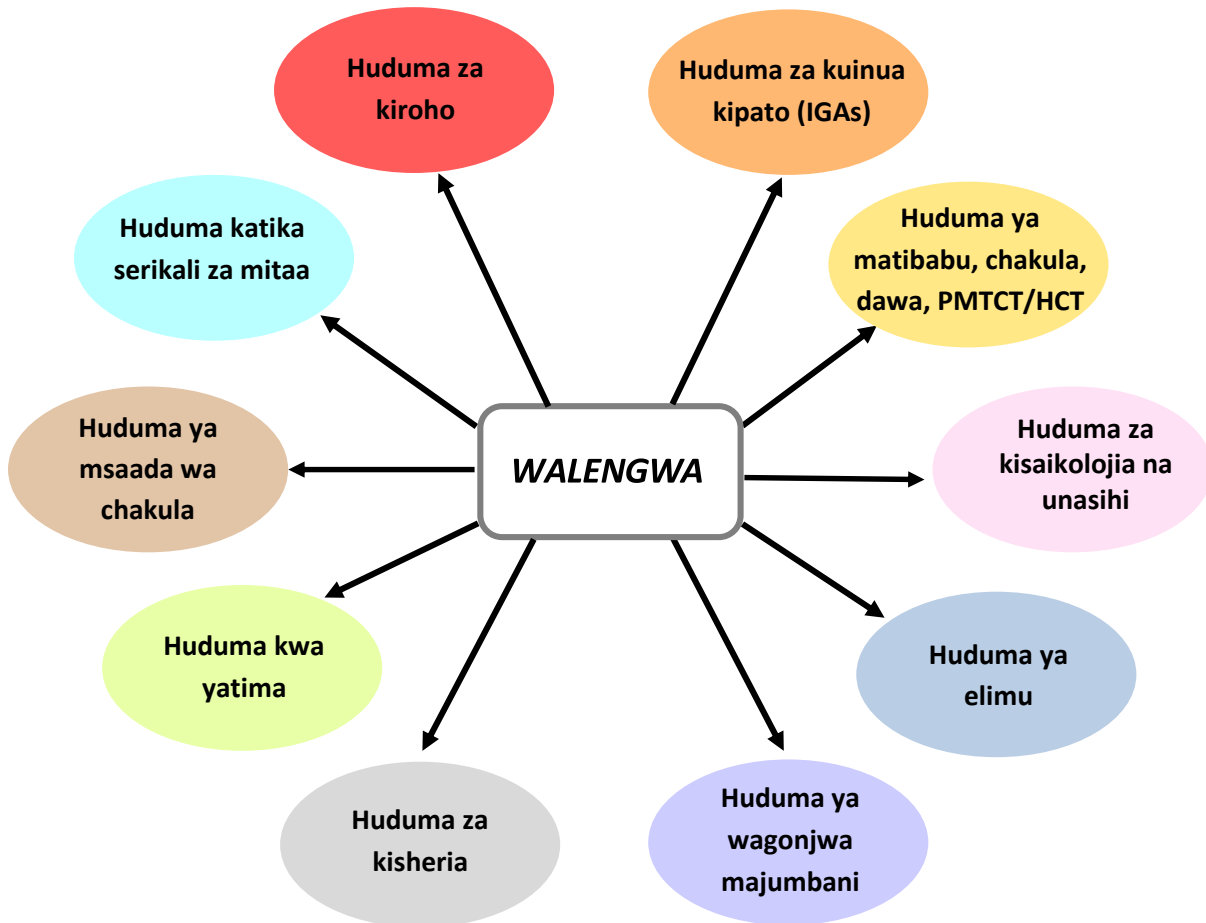 Huduma za
kiroho
Huduma za kuinua
kipato (IGAs)
Huduma katika
serikali za mitaa
Huduma ya
matibabu, chakula,
dawa, PMTCT/HCT
Huduma ya
msaada wa
chakula
WALENGWA
Huduma za
kisaikolojia na
unasihi
Huduma kwa
yatima
Huduma ya
elimu
Huduma za
kisheria
Huduma ya
wagonjwa
majumbani